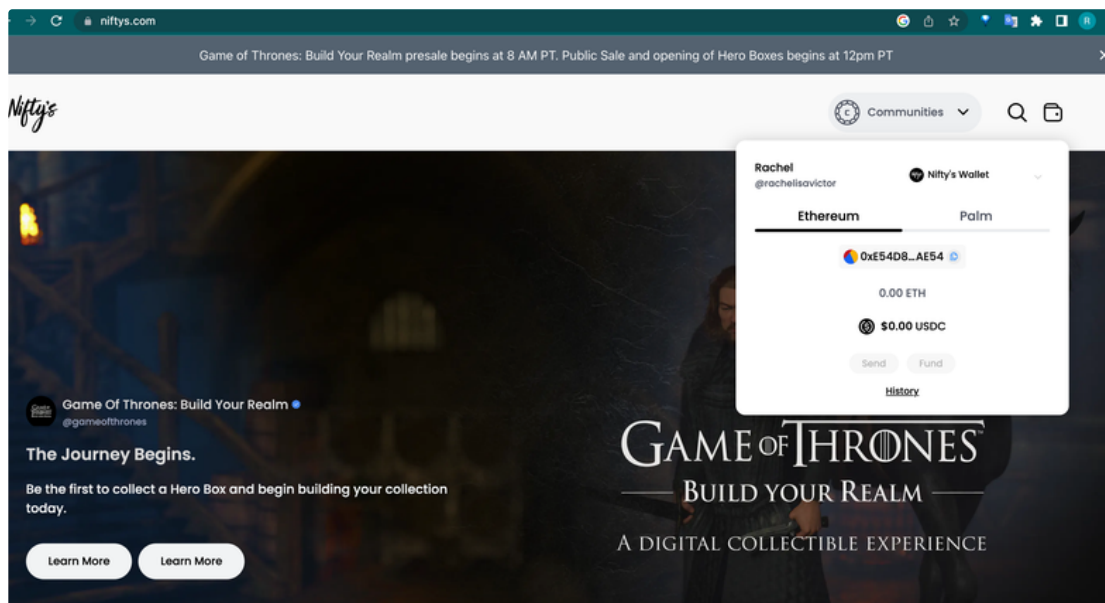 niftys.com
R
Game of Thrones: Build Your Realm presale begins at 8 AM PT. Public Sale and opening of Hero Boxes begins at 12pm PT
Nifty's
C Communities
Rachel
@rachelisavictor
Nifty's Wallet
Ethereum Palm
0xE54D8...AE54
0.00 ETH
$0.00 USDC
Send Fund
History
Game Of Thrones: Build Your Realm
@gameofthrones
The Journey Begins.
Be the first to collect a Hero Box and begin building your collection
today.
Learn More Learn More
GAME OF THRONES™
BUILD YOUR REALM
A DIGITAL COLLECTIBLE EXPERIENCE